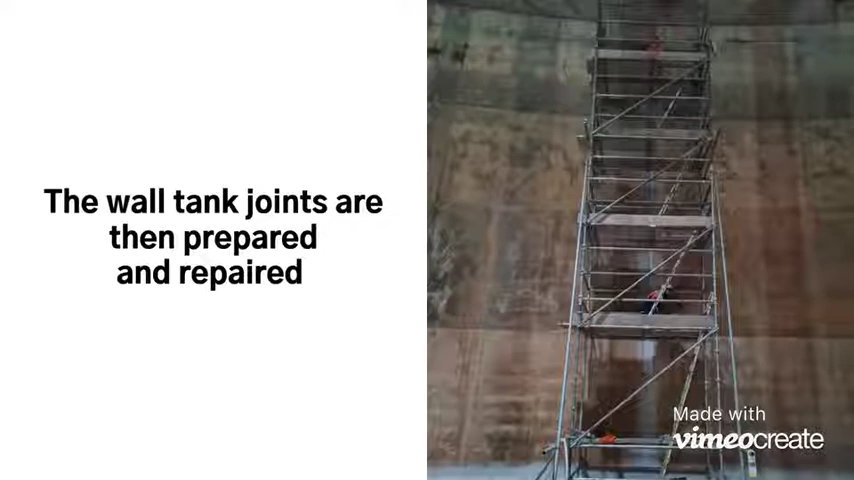 The wall tank joints are
then prepared
and repaired
Made with
vimeocreate